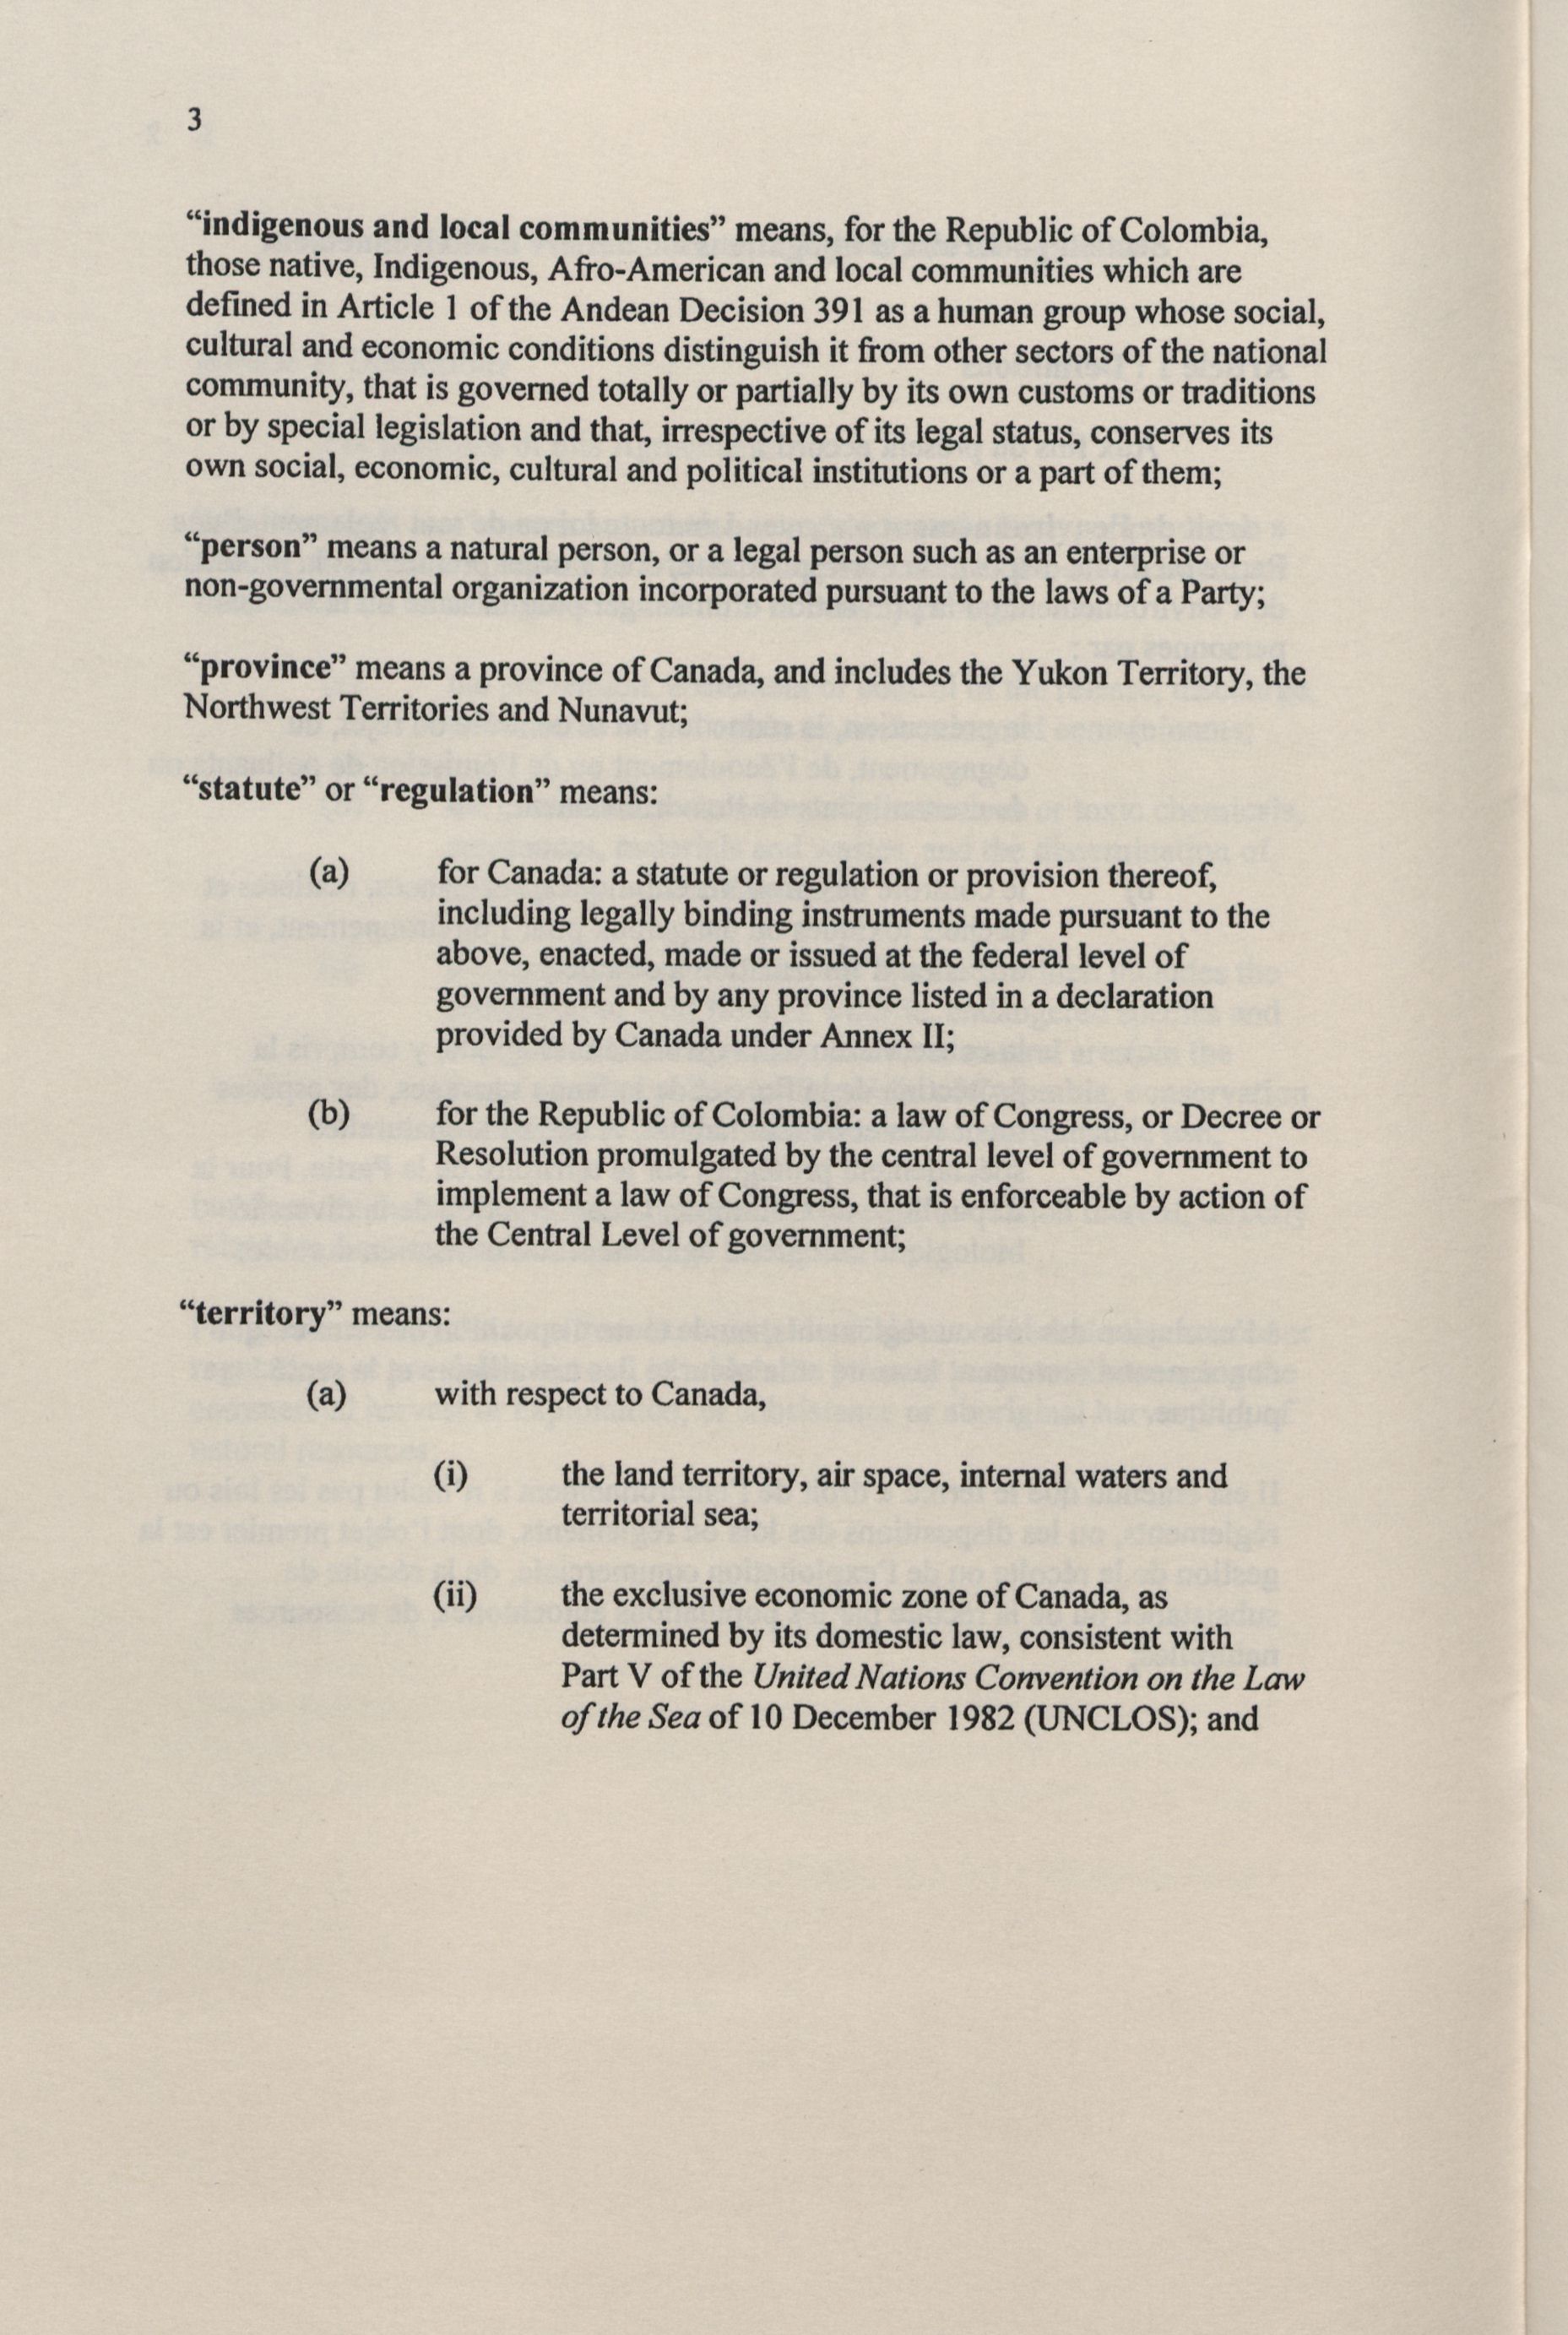 3
“indigenous and local communities” means, for the Republic of Colombia,
those native, Indigenous, Afro-American and local communities which are
defined in Article 1 of the Andean Decision 391 as a human group whose social,
cultural and economic conditions distinguish it from other sectors of the national
community, that is governed totally or partially by its own customs or traditions
or by special legislation and that, irrespective of its legal status, conserves its
own social, economic, cultural and political institutions or a part of them;
“person” means a natural person, or a legal person such as an enterprise or
non-governmental organization incorporated pursuant to the laws of a Party;
“province” means a province of Canada, and includes the Yukon Territory, the
Northwest Territories and Nunavut;
“statute” or “regulation” means:
(a) for Canada: a statute or regulation or provision thereof,
including legally binding instruments made pursuant to the
above, enacted, made or issued at the federal level of
government and by any province listed in a declaration
provided by Canada under Annex II;
(b) for the Republic of Colombia: a law of Congress, or Decree or
Resolution promulgated by the central level of government to
implement a law of Congress, that is enforceable by action of
the Central Level of government;
“territory” means:
(a) with respect to Canada,
(i) the land territory, air space, internal waters and
territorial sea;
(ii) the exclusive economic zone of Canada, as
determined by its domestic law, consistent with
Part V of the United Nations Convention on the Law
of the Sea of 10 December 1982 (UNCLOS); and